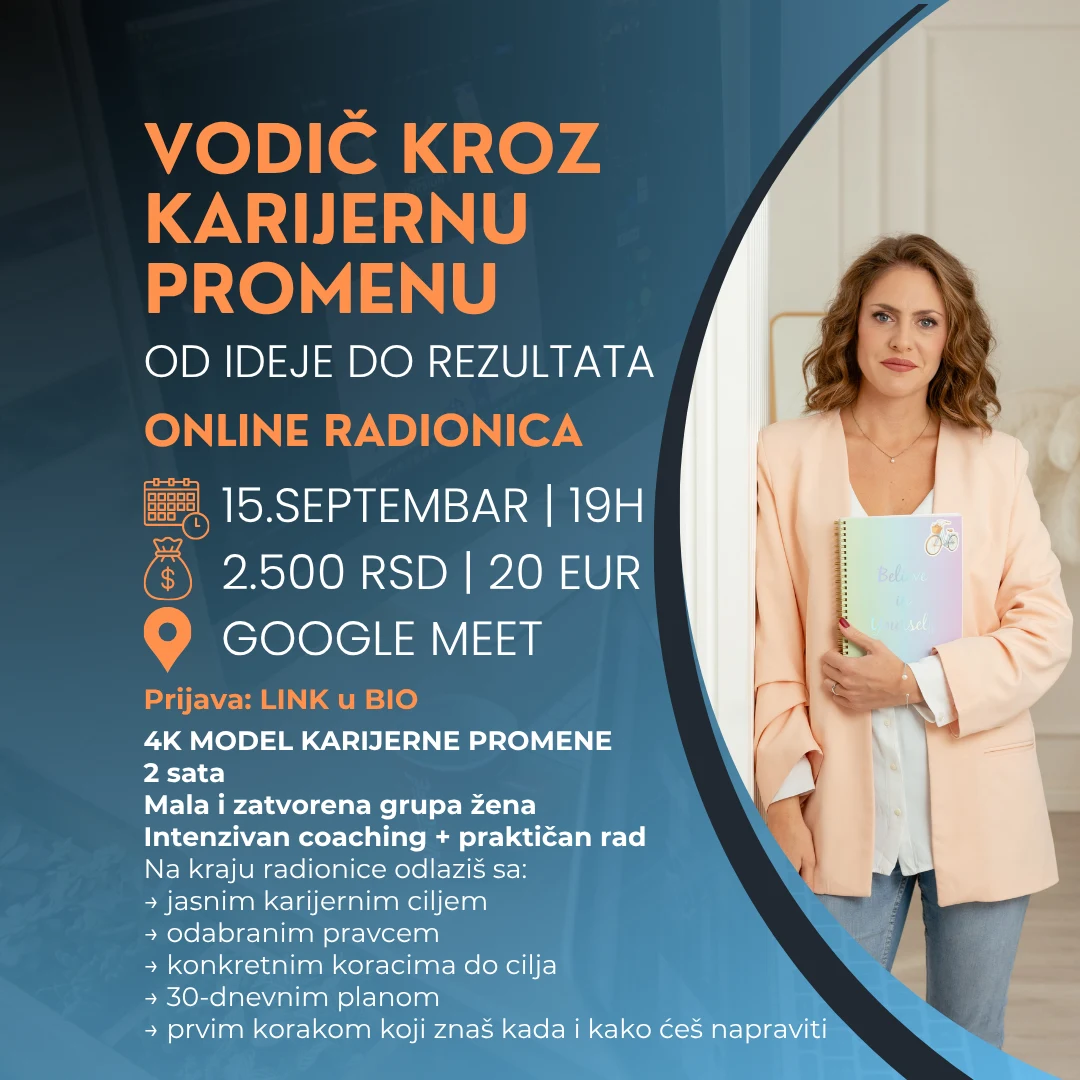 VODIČ KROZ
KARIJERNU
PROMENU
OD IDEJE DO REZULTATA
ONLINE RADIONICA
15.SEPTEMBAR | 19H
2.500 RSD | 20 EUR
GOOGLE MEET
Prijava: LINK u BIO
4K MODEL KARIJERNE PROMENE
2 sata
Mala i zatvorena grupa žena
Intenzivan coaching + praktičan rad
Na kraju radionice odlaziš sa:
→ jasnim karijernim ciljem
→ odabranim pravcem
→ konkretnim koracima do cilja
→ 30-dnevnim planom
→ prvim korakom koji znaš kada i kako ćeš napraviti